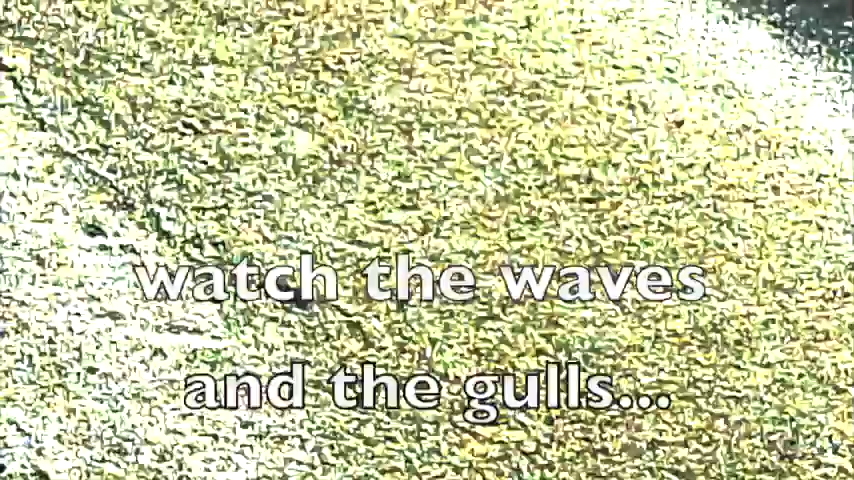 watch the waves
and the gulls...